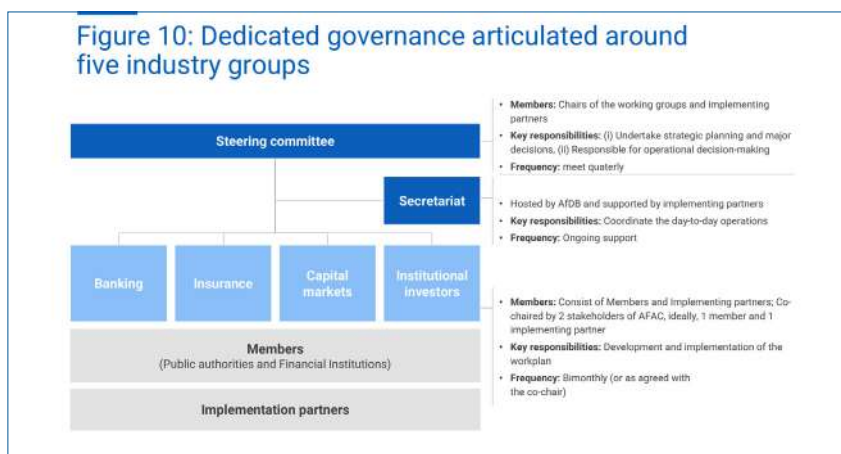 Figure 10: Dedicated governance articulated around
five industry groups
Steering committee
• Members: Chairs of the working groups and implementing
partners
• Key responsibilities: (i) Undertake strategic planning and major
decisions, (ii) Responsible for operational decision-making
• Frequency: meet quaterly
Secretariat
• Hosted by AfDB and supported by implementing partners
• Key responsibilities: Coordinate the day-to-day operations
• Frequency: Ongoing support
Banking
Insurance
Capital
markets
Institutional
investors
• Members: Consist of Members and Implementing partners; Co-
chaired by 2 stakeholders of AFAC, ideally, 1 member and 1
implementing partner
• Key responsibilities: Development and implementation of the
workplan
• Frequency: Bimonthly (or as agreed with
the co-chair)
Members
(Public authorities and Financial Institutions)
Implementation partners